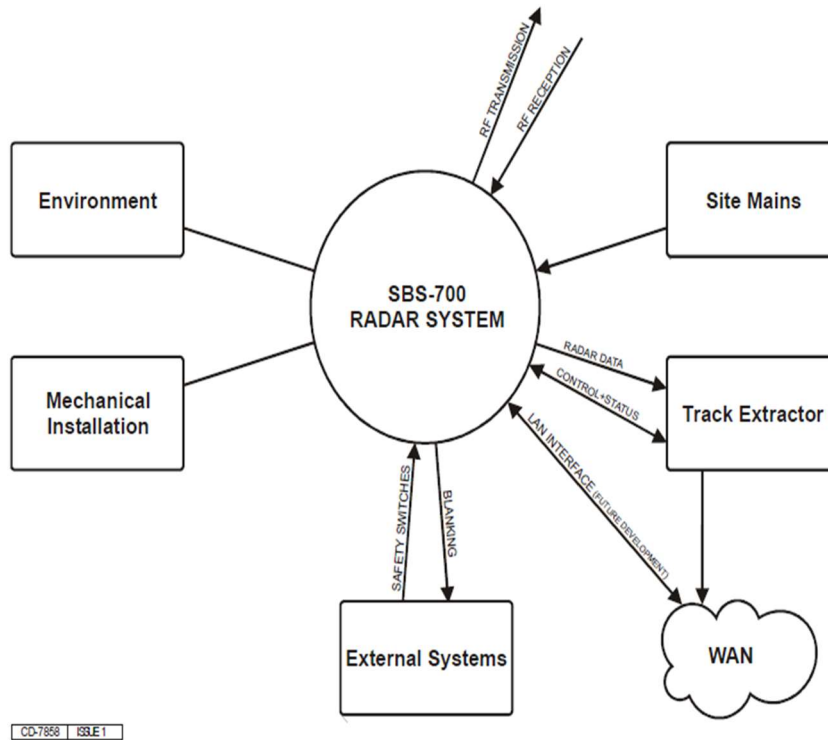 RF TRANSMISSION
RF RECEPTION
Environment
Site Mains
SBS-700
RADAR SYSTEM
RADAR DATA
CONTROL+STATUS
Mechanical
Installation
Track Extractor
LAN INTERFACE (FUTURE DEVELOPMENT)
SAFETY SWITCHES
BLANKING
External Systems
WAN
CD-7858 ISSUE 1